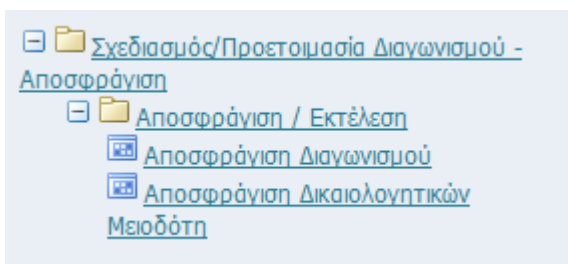 Σχεδιασμός/Προετοιμασία Διαγωνισμού -
Αποσφράγιση
Αποσφράγιση / Εκτέλεση
Αποσφράγιση Διαγωνισμού
Αποσφράγιση Δικαιολογητικών
Μειοδότη